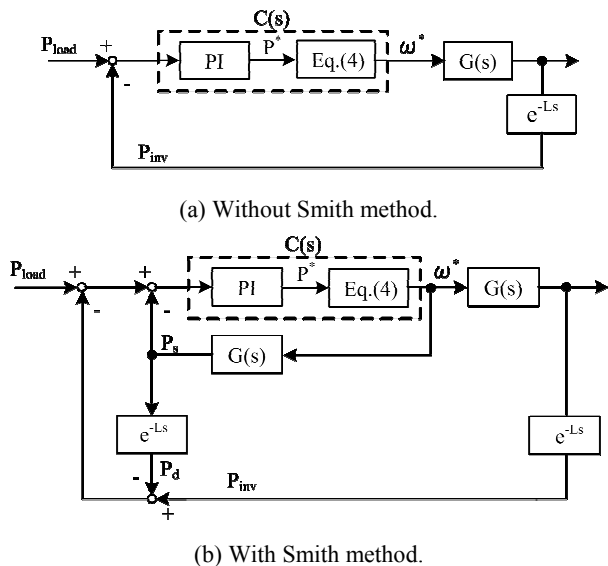 C(s)
P_load + PI P* Eq.(4) ω* G(s)
-
e^-Ls
P_inv
(a) Without Smith method.
C(s)
P_load + + PI P* Eq.(4) ω* G(s)
- -
P_s G(s)
e^-Ls e^-Ls
- P_d P_inv
+
(b) With Smith method.